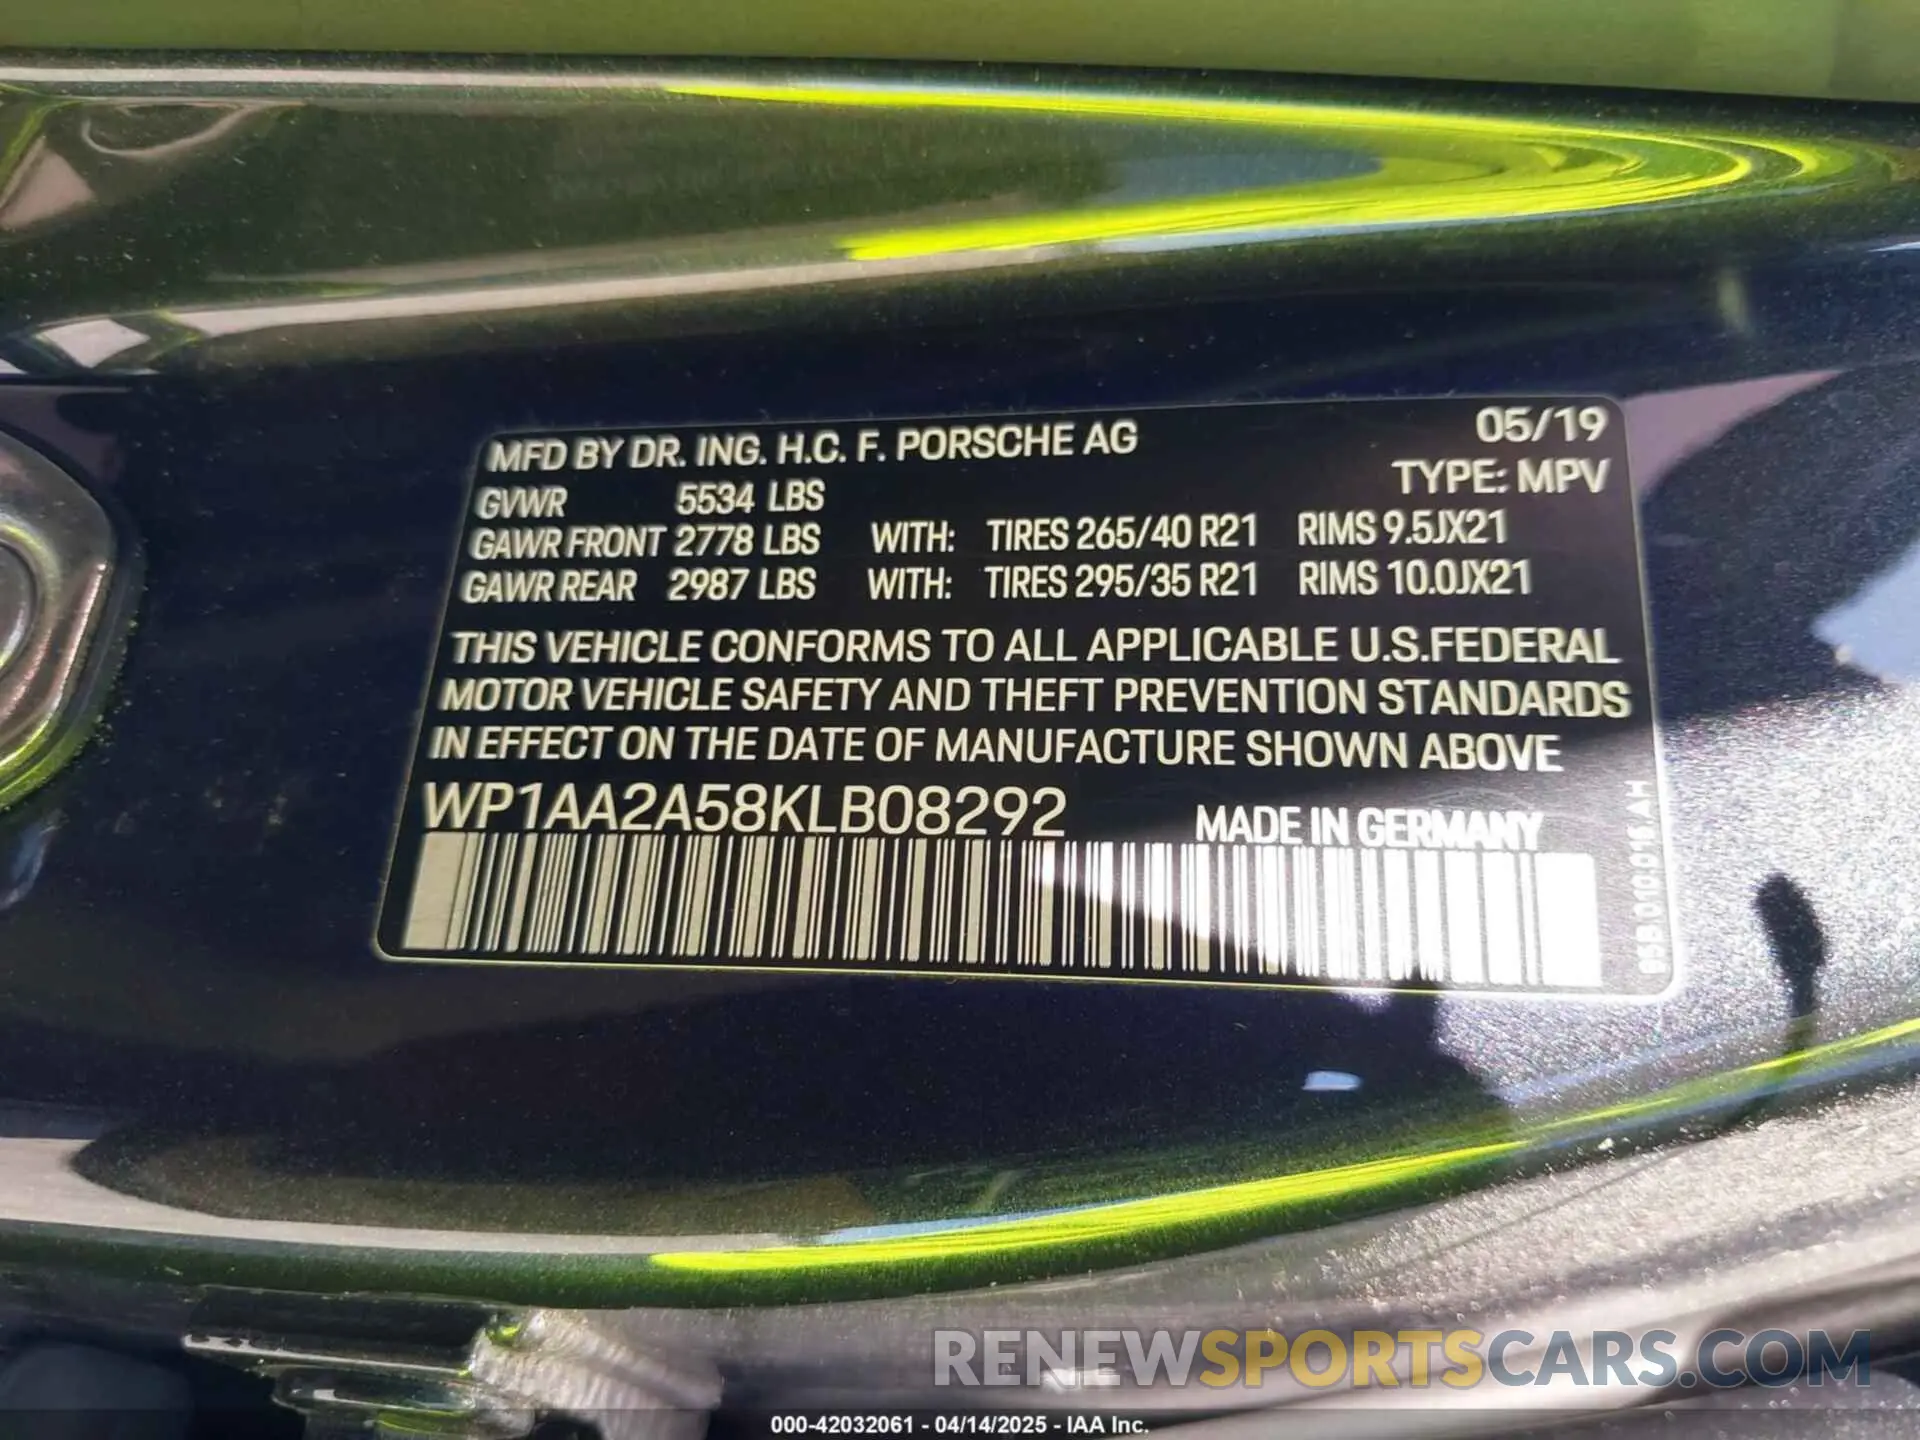 MFD BY DR. ING. H.C. F. PORSCHE AG 05/19
TYPE: MPV
GVWR 5534 LBS
GAWR FRONT 2778 LBS WITH: TIRES 265/40 R21 RIMS 9.5JX21
GAWR REAR 2987 LBS WITH: TIRES 295/35 R21 RIMS 10.0JX21
THIS VEHICLE CONFORMS TO ALL APPLICABLE U.S.FEDERAL
MOTOR VEHICLE SAFETY AND THEFT PREVENTION STANDARDS
IN EFFECT ON THE DATE OF MANUFACTURE SHOWN ABOVE
WP1AA2A58KLB08292
MADE IN GERMANY
RENEWSPORTSCARS.COM
000-42032061 - 04/14/2025 - IAA Inc.